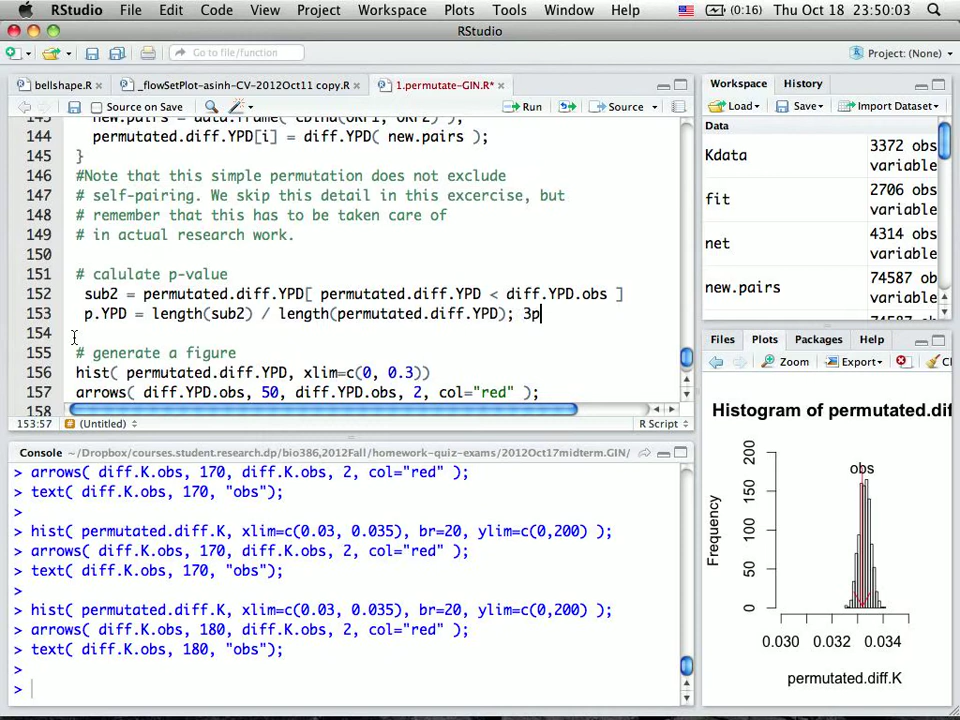 RStudio File Edit Code View Project Workspace Plots Tools Window Help (0:16) Thu Oct 18 23:50:03
RStudio
Go to file/function Project: (None)
bellshape.R _flowSetPlot-asinh-CV-2012Oct11 copy.R 1.permutate-GIN.R*
Source on Save Run Source
144 permutated.diff.YPD[i] = diff.YPD( new.pairs );
145 }
146 #Note that this simple permutation does not exclude
147 # self-pairing. We skip this detail in this excercise, but
148 # remember that this has to be taken care of
149 # in actual research work.
150
151 # calulate p-value
152 sub2 = permutated.diff.YPD[ permutated.diff.YPD < diff.YPD.obs ]
153 p.YPD = length(sub2) / length(permutated.diff.YPD); 3p
154
155 # generate a figure
156 hist( permutated.diff.YPD, xlim=c(0, 0.3))
157 arrows( diff.YPD.obs, 50, diff.YPD.obs, 2, col="red" );
158
153:57 (Untitled) R Script
Console ~/Dropbox/courses.student.research.dp/bio386,2012Fall/homework-quiz-exams/2012Oct17midterm.GIN/
> arrows( diff.K.obs, 170, diff.K.obs, 2, col="red" );
> text( diff.K.obs, 170, "obs");
>
> hist( permutated.diff.K, xlim=c(0.03, 0.035), br=20, ylim=c(0,200) );
> arrows( diff.K.obs, 170, diff.K.obs, 2, col="red" );
> text( diff.K.obs, 170, "obs");
>
> hist( permutated.diff.K, xlim=c(0.03, 0.035), br=20, ylim=c(0,200) );
> arrows( diff.K.obs, 180, diff.K.obs, 2, col="red" );
> text( diff.K.obs, 180, "obs");
>
>
Workspace History
Load Save Import Dataset
Data
Kdata 3372 obs
variable
fit 2706 obs
variable
net 4314 obs
variable
new.pairs 74587 obs
variable
Files Plots Packages Help
Zoom Export Cl
Histogram of permutated.dif
Frequency
200
150
100
50
0
obs
0.030 0.032 0.034
permutated.diff.K